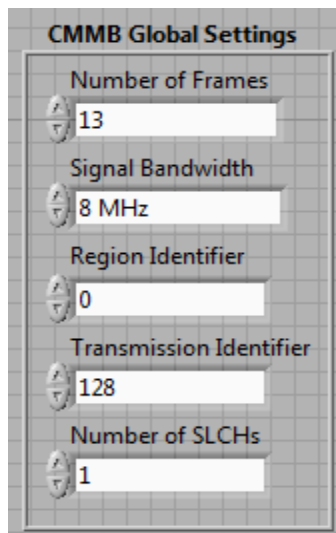 CMMB Global Settings
Number of Frames
13
Signal Bandwidth
8 MHz
Region Identifier
0
Transmission Identifier
128
Number of SLCHs
1